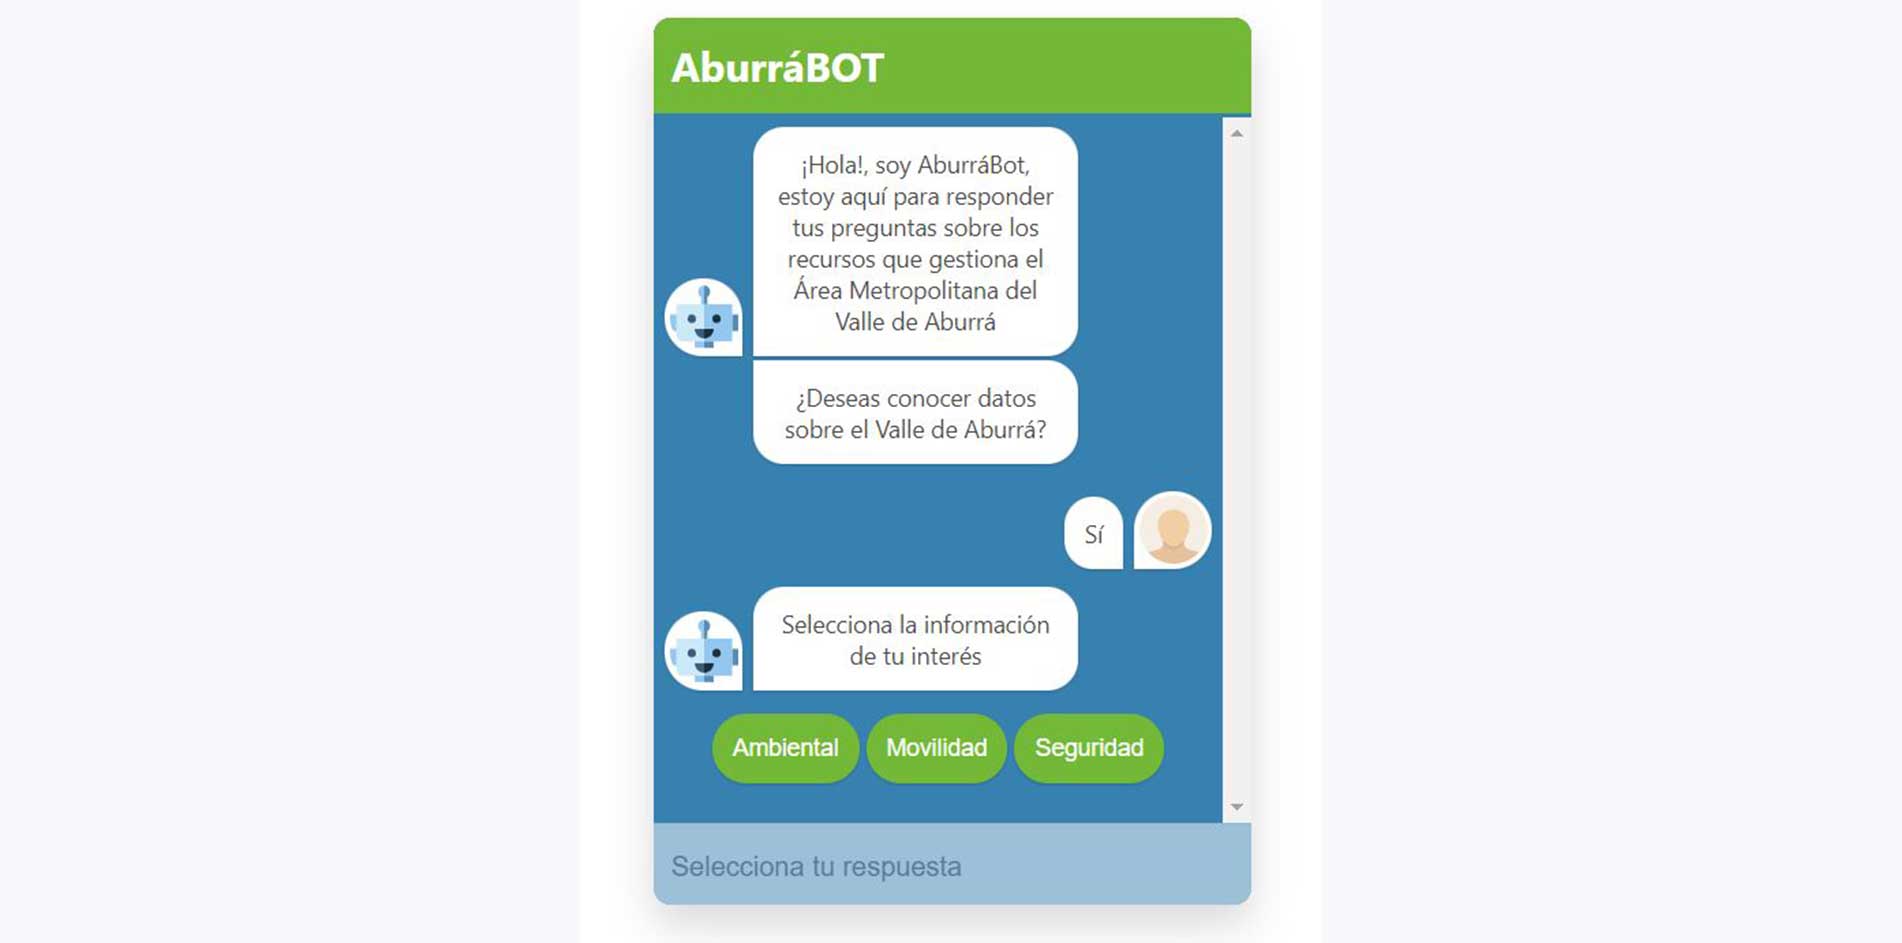 AburráBOT
¡Hola!, soy AburráBot,
estoy aquí para responder
tus preguntas sobre los
recursos que gestiona el
Área Metropolitana del
Valle de Aburrá
¿Deseas conocer datos
sobre el Valle de Aburrá?
Sí
Selecciona la información
de tu interés
Ambiental Movilidad Seguridad
Selecciona tu respuesta